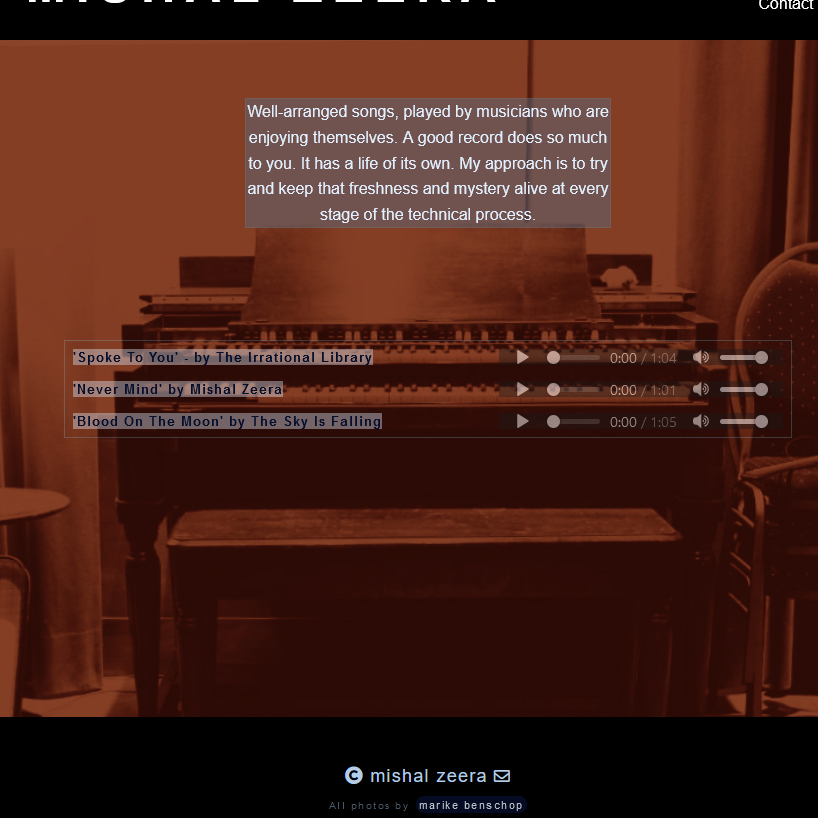 MISHAL ZEERA
Contact
Well-arranged songs, played by musicians who are
enjoying themselves. A good record does so much
to you. It has a life of its own. My approach is to try
and keep that freshness and mystery alive at every
stage of the technical process.
'Spoke To You' - by The Irrational Library
0:00 / 1:04
'Never Mind' by Mishal Zeera
0:00 / 1:01
'Blood On The Moon' by The Sky Is Falling
0:00 / 1:05
© mishal zeera
All photos by marike benschop